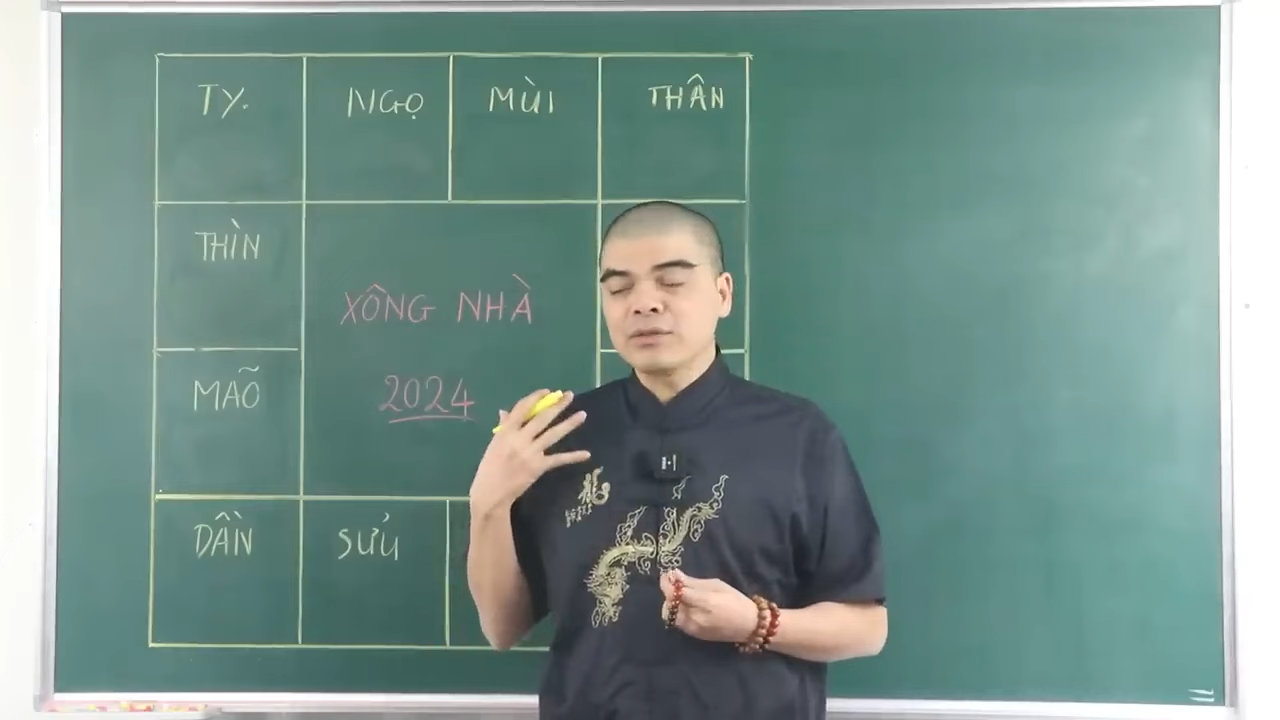 TỴ.
NGỌ
MÙI
THÂN
THÌN
XÔNG NHÀ
MÃO
2024
DẦN
SỬU